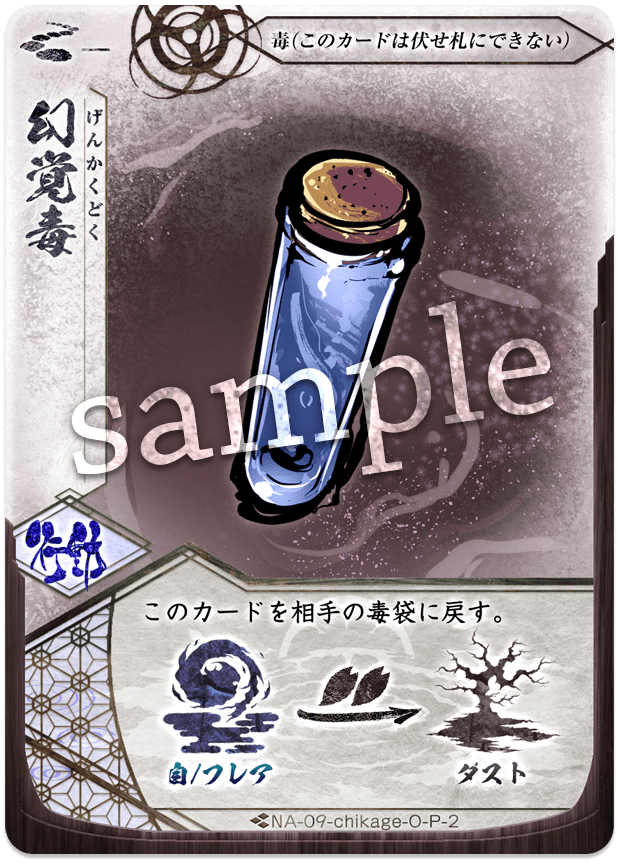 毒(このカードは伏せ札にできない)
幻覚毒
げんかくどく
sample
行動
このカードを相手の毒袋に戻す。
自/フレア
ダスト
NA-09-chikage-O-P-2